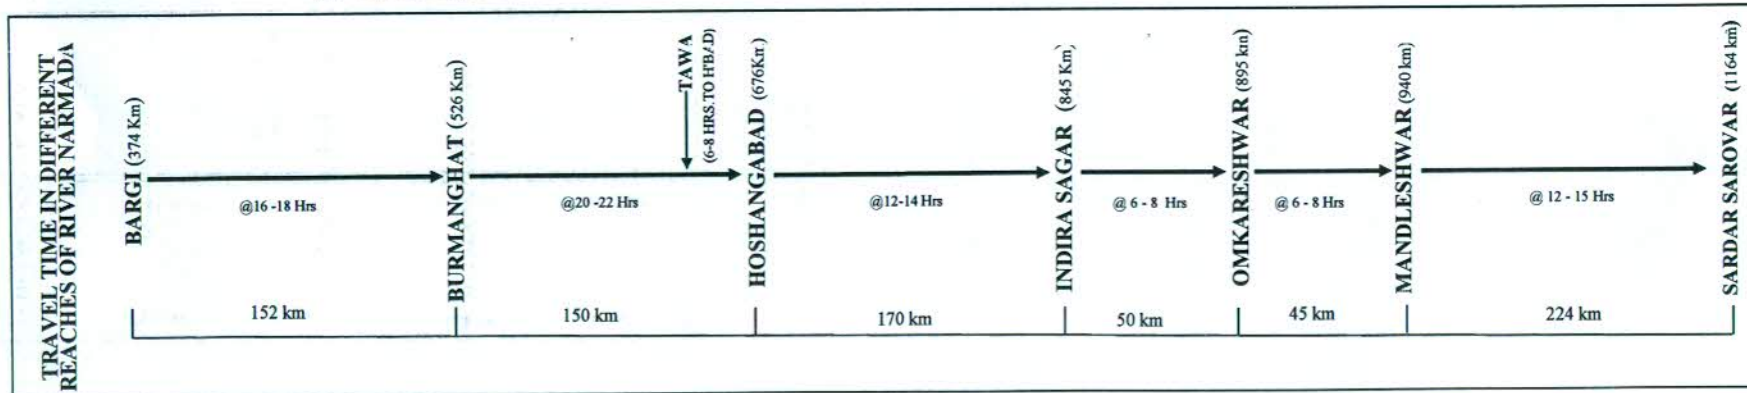 TRAVEL TIME IN DIFFERENT
REACHES OF RIVER NARMADA
BARGI (374 Km)
@16 -18 Hrs
BURMANGHAT (526 Km)
@20 -22 Hrs
TAWA
(6-8 HRS.TO H'BAD)
HOSHANGABAD (676Km)
@12-14 Hrs
INDIRA SAGAR (845 Km)
@ 6 - 8 Hrs
OMKARESHWAR (895 km)
@ 6 - 8 Hrs
MANDLESHWAR (940 km)
@ 12 - 15 Hrs
SARDAR SAROVAR (1164 km)
152 km
150 km
170 km
50 km
45 km
224 km